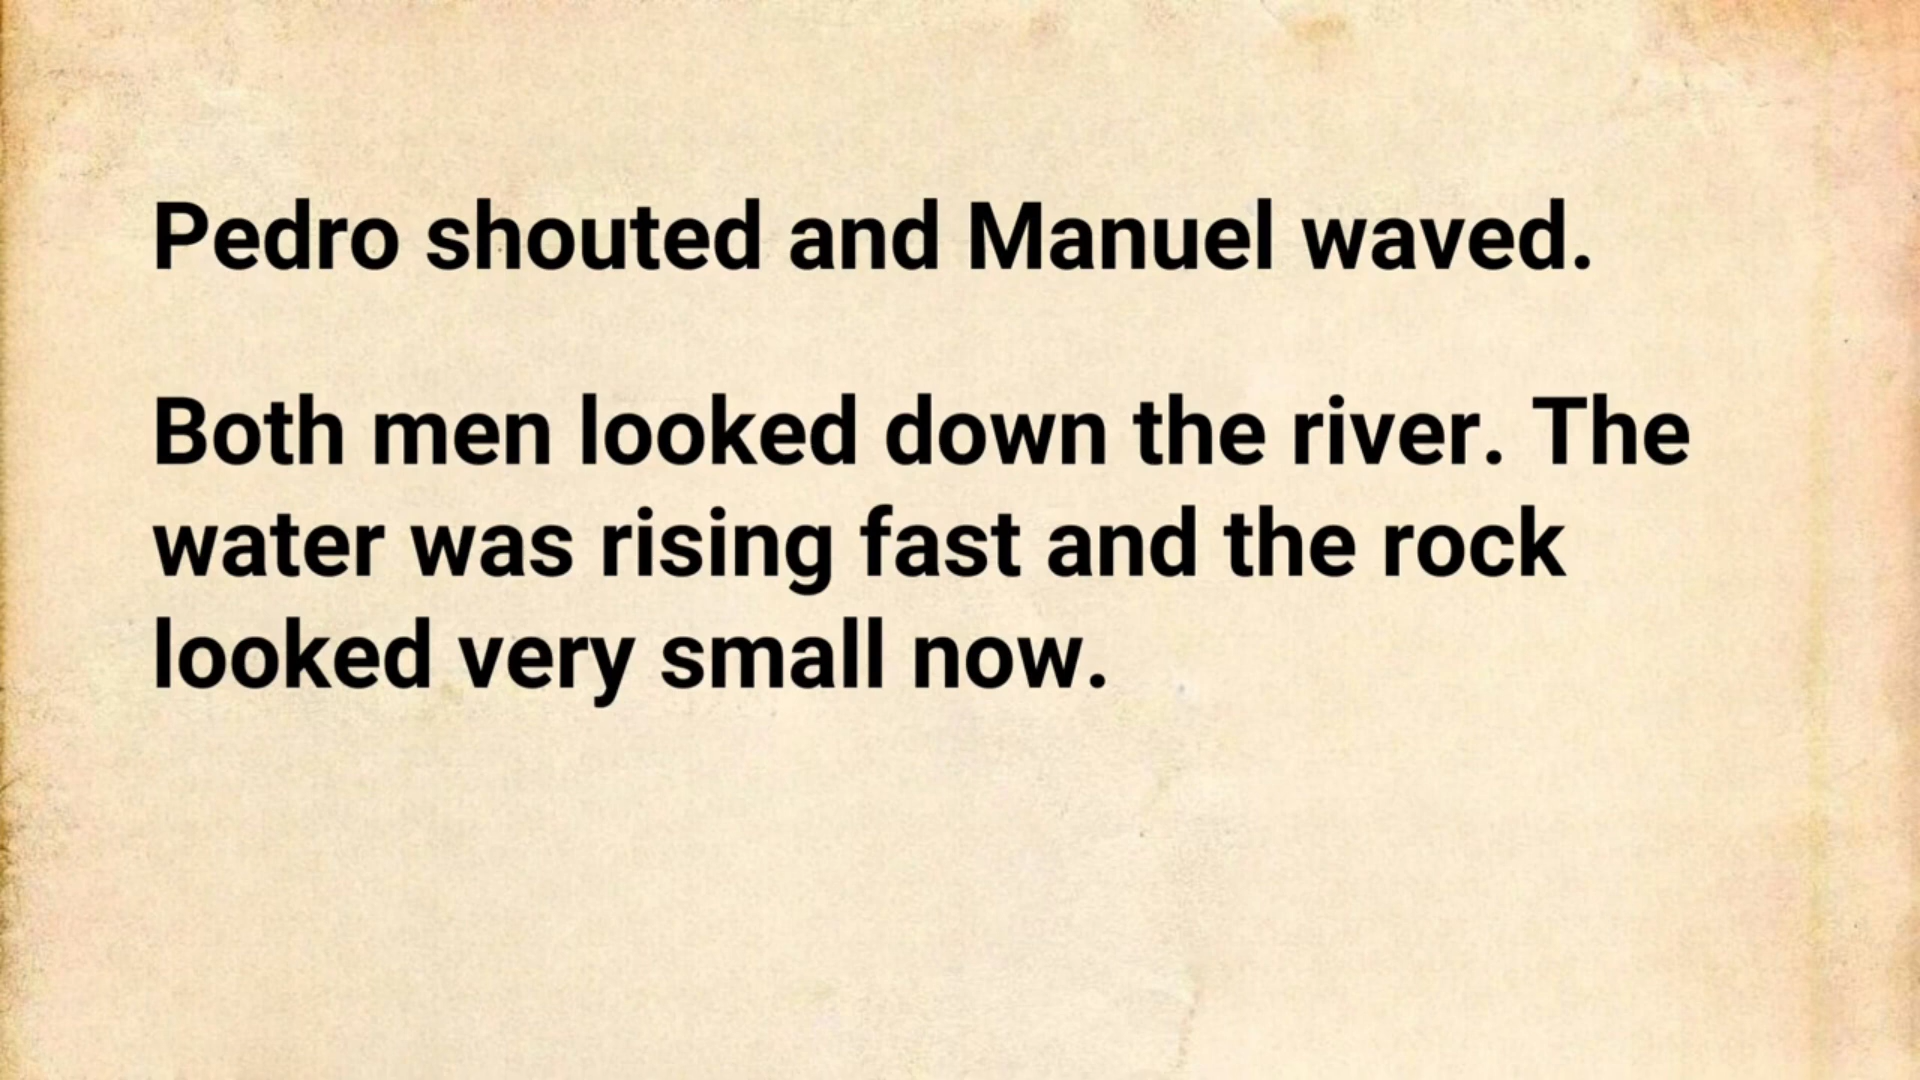 Pedro shouted and Manuel waved.
Both men looked down the river. The
water was rising fast and the rock
looked very small now.